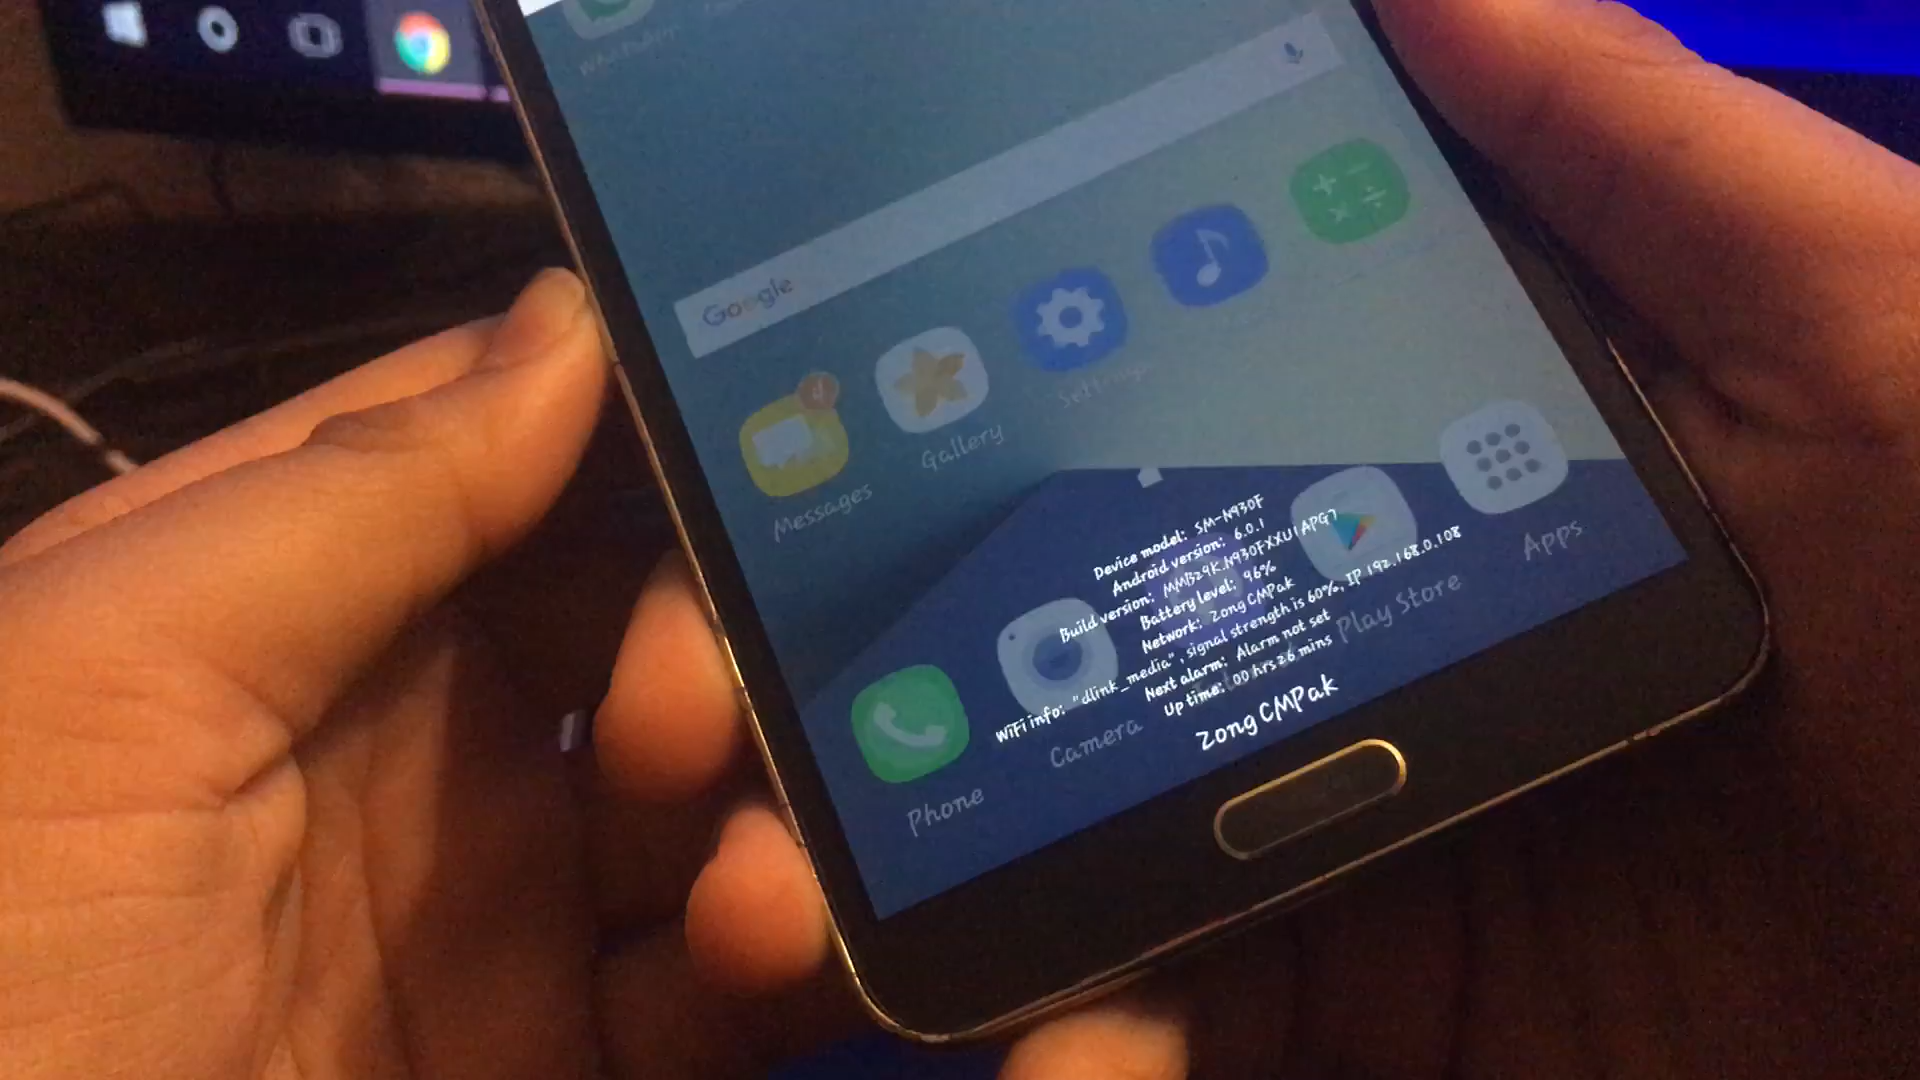 WhatsApp
Google
4
Messages
Gallery
Settings
Device model: SM-N930F
Android version: 6.0.1
Build version: MMB29K.N930FXXU1APG7
Battery level: 96%
Network: Zong CMPak
WiFi info: "dlink_media", signal strength is 60%, IP 192.168.0.108
Next alarm: Alarm not set
Up time: 00 hrs 26 mins
Zong CMPak
Phone
Camera
Play Store
Apps